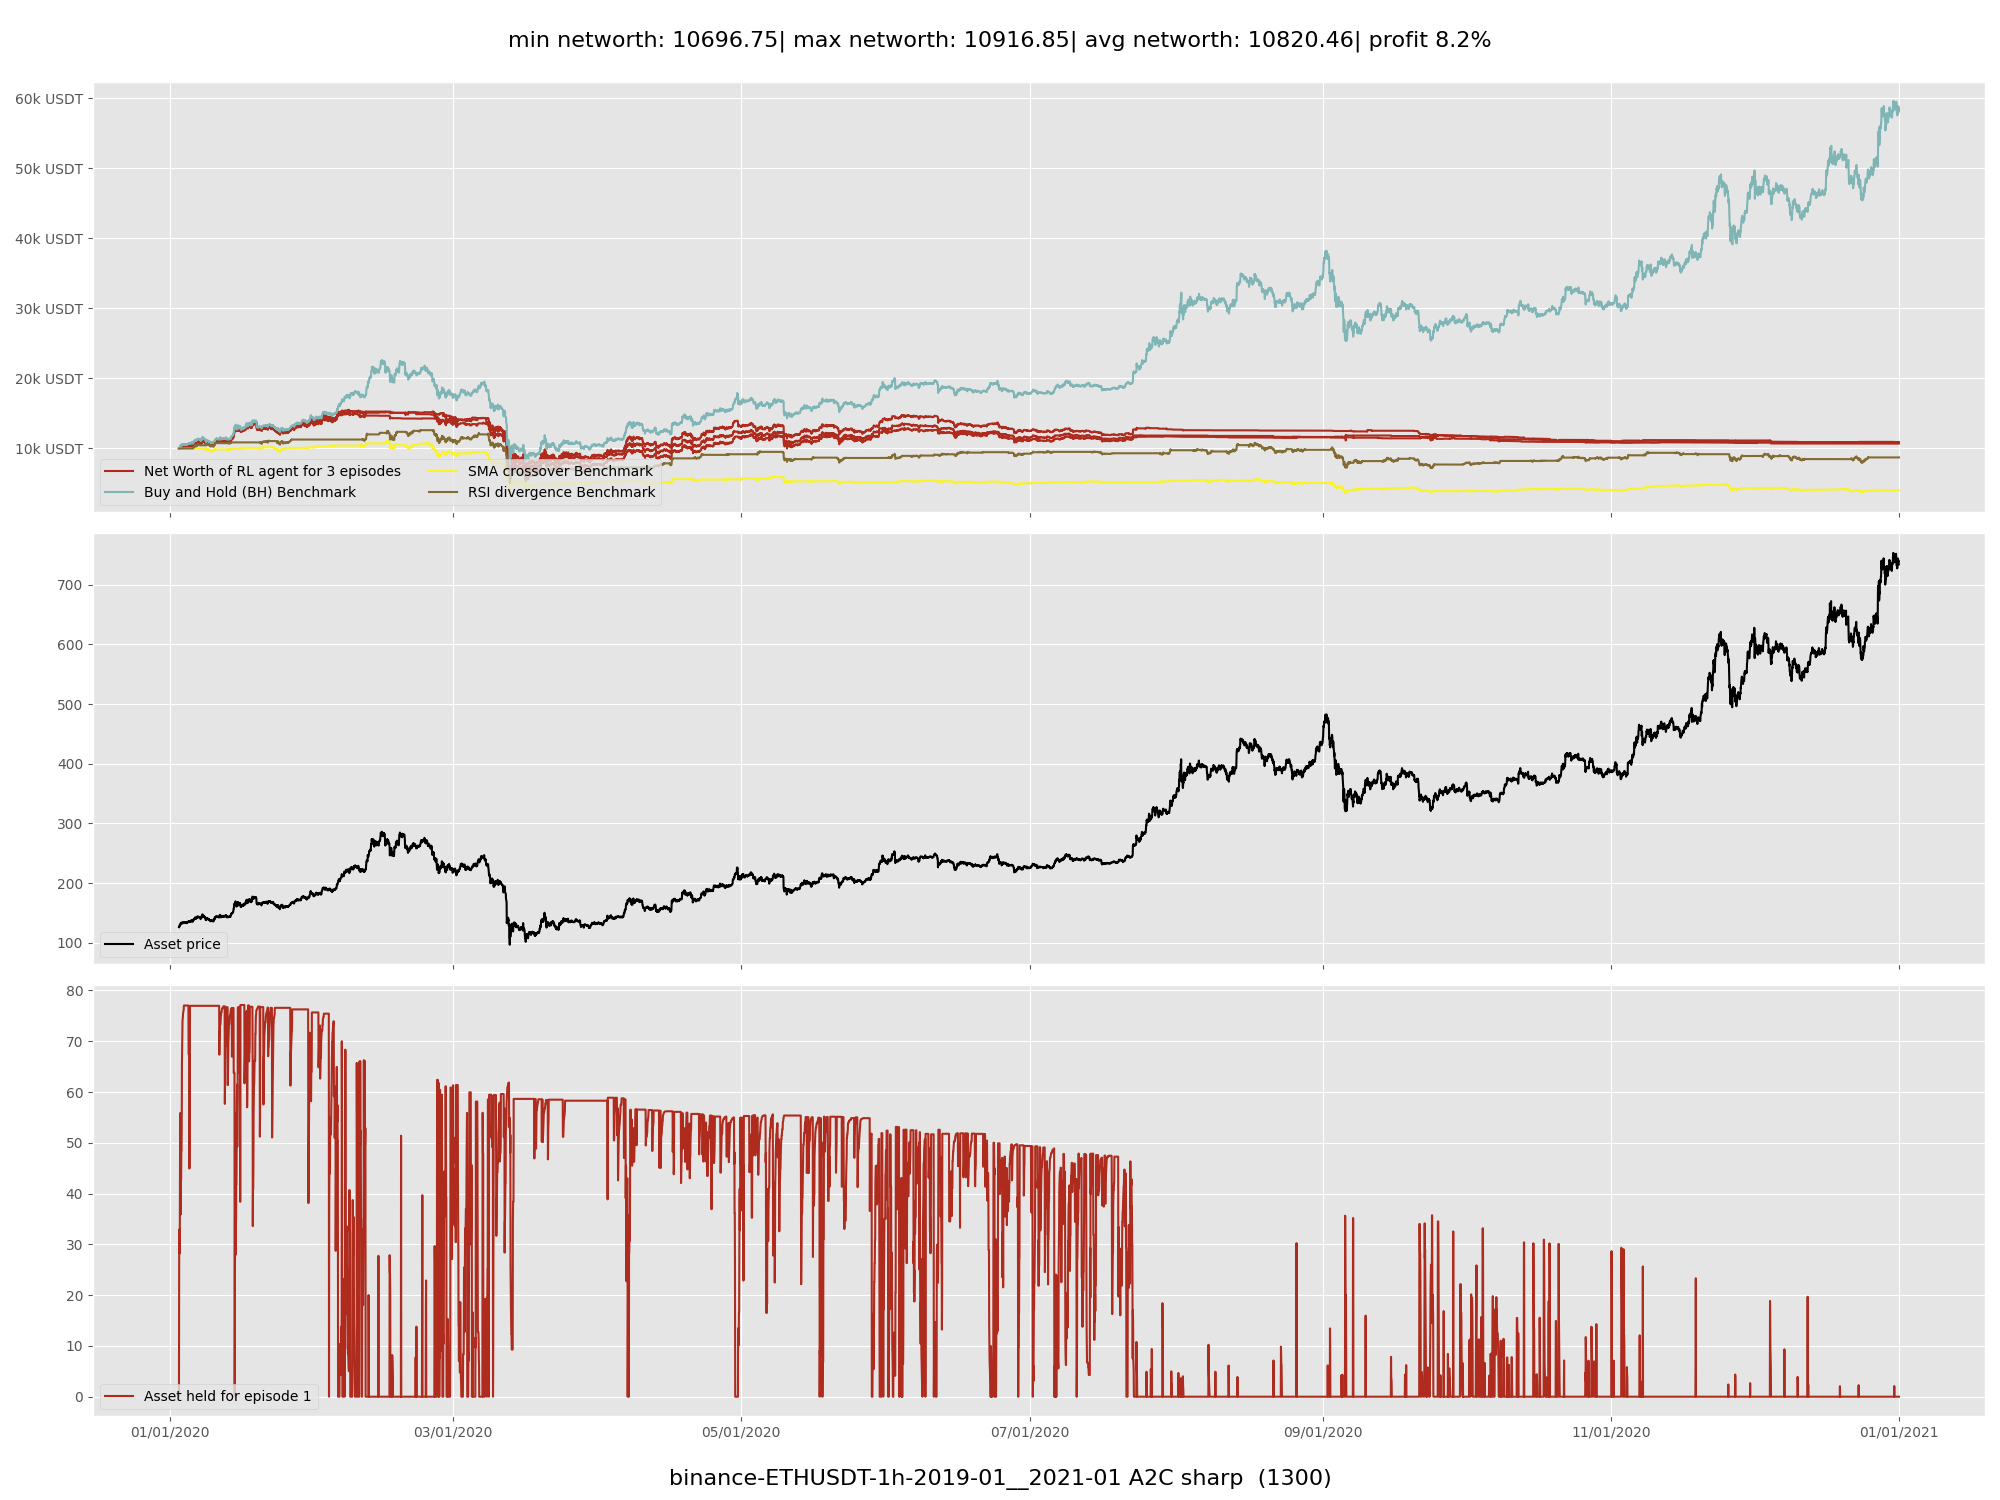 min networth: 10696.75| max networth: 10916.85| avg networth: 10820.46| profit 8.2%
60k USDT
50k USDT
40k USDT
30k USDT
20k USDT
10k USDT
Net Worth of RL agent for 3 episodes
Buy and Hold (BH) Benchmark
SMA crossover Benchmark
RSI divergence Benchmark
700
600
500
400
300
200
100
Asset price
80
70
60
50
40
30
20
10
0
Asset held for episode 1
01/01/2020 03/01/2020 05/01/2020 07/01/2020 09/01/2020 11/01/2020 01/01/2021
binance-ETHUSDT-1h-2019-01__2021-01 A2C sharp (1300)